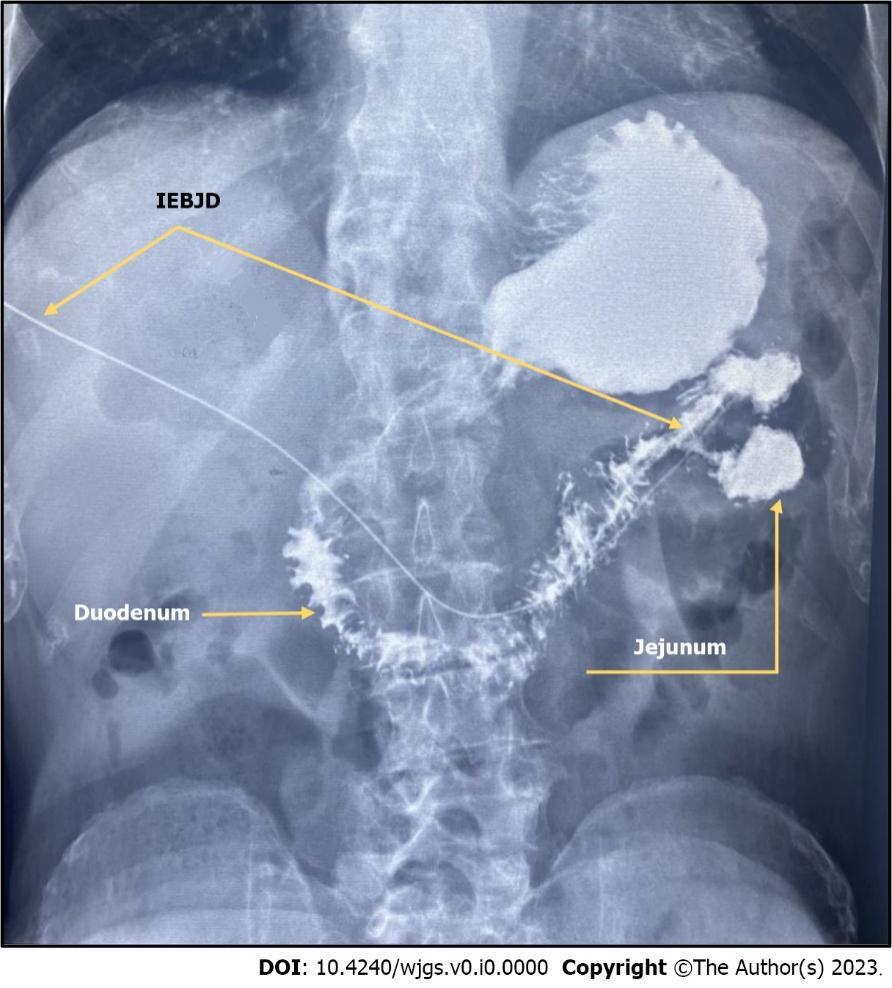 IEBJD
Duodenum
Jejunum
DOI: 10.4240/wjgs.v0.i0.0000 Copyright ©The Author(s) 2023.